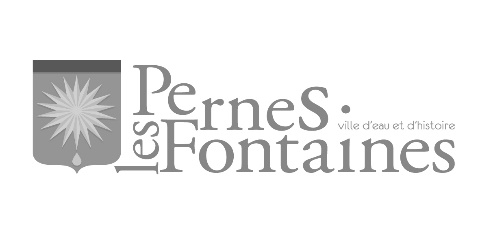 Pernes
les
Fontaines
ville d'eau et d'histoire